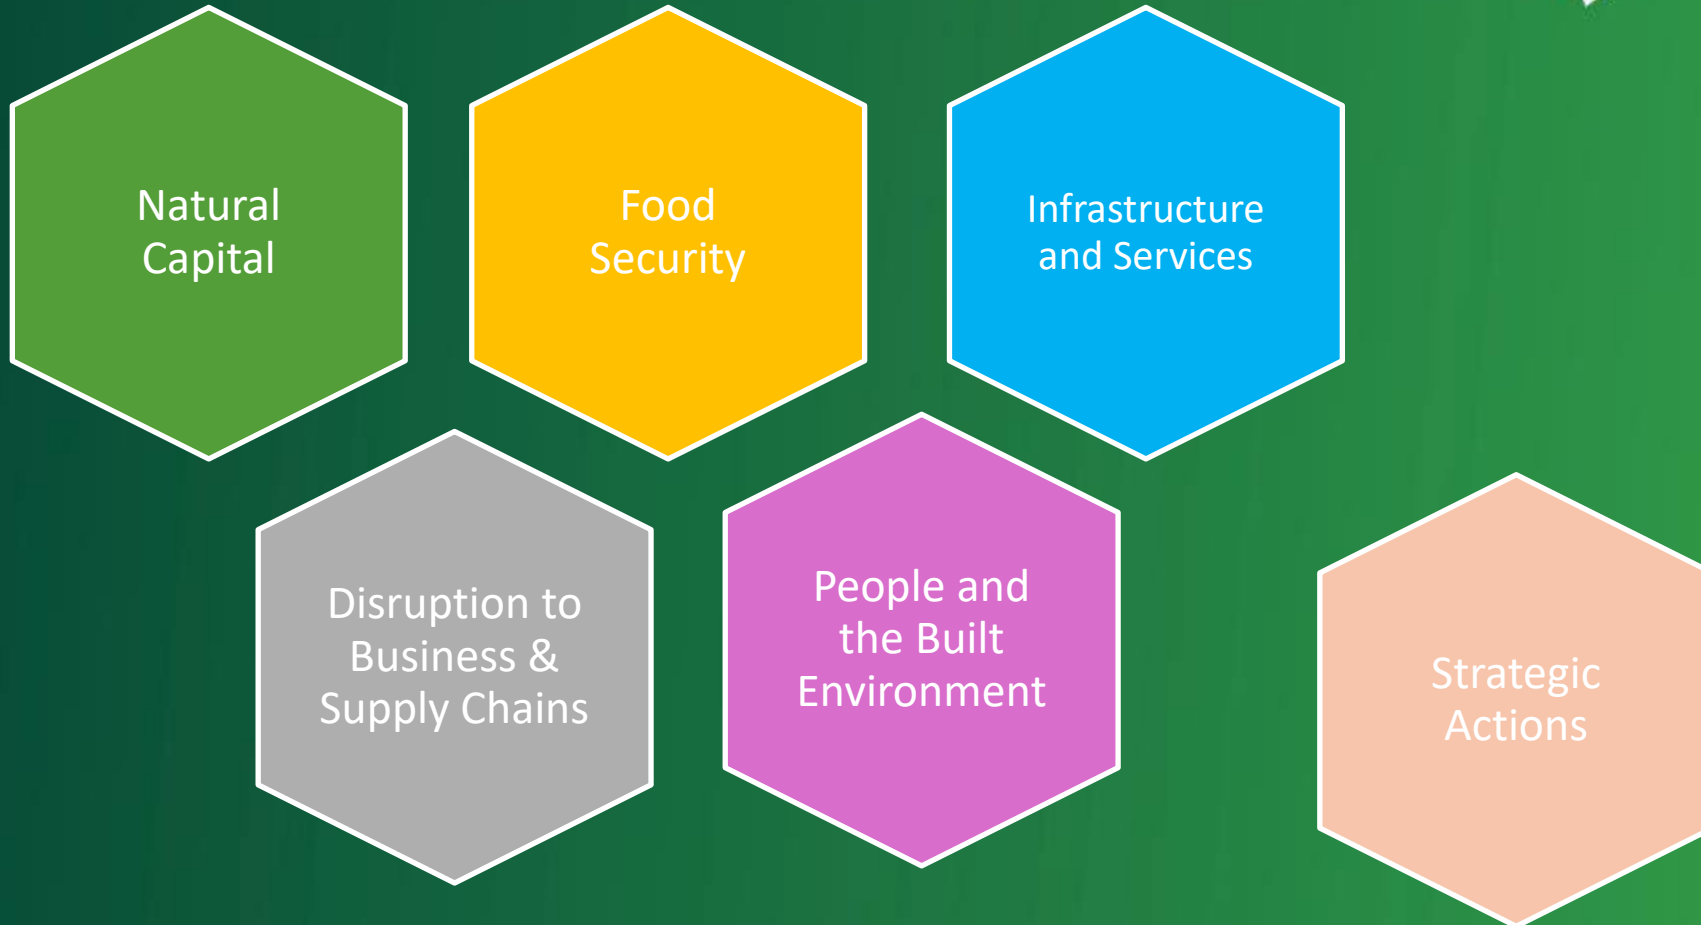 Natural
Capital
Food
Security
Infrastructure
and Services
Disruption to
Business &
Supply Chains
People and
the Built
Environment
Strategic
Actions